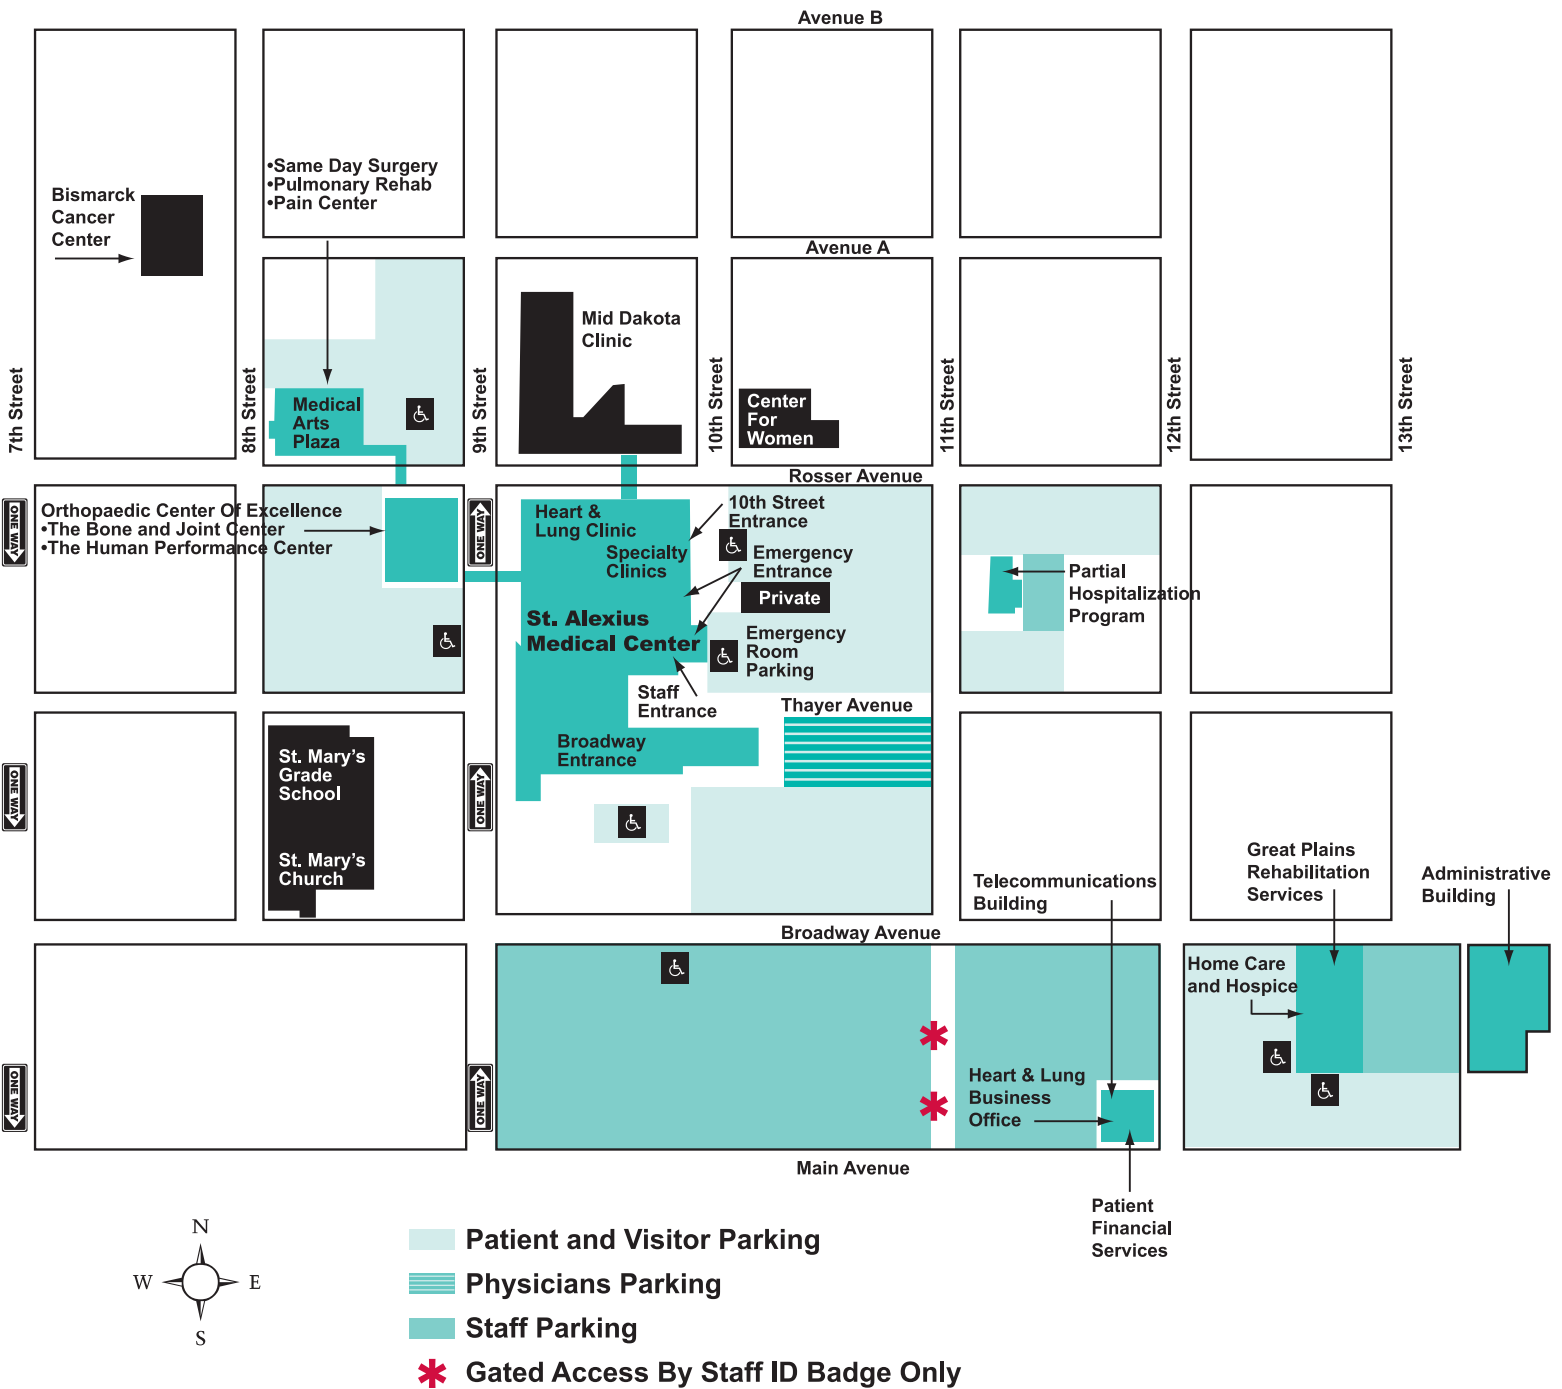 Avenue B
•Same Day Surgery
•Pulmonary Rehab
•Pain Center
Bismarck
Cancer
Center
Avenue A
Mid Dakota
Clinic
7th Street
8th Street
9th Street
10th Street
11th Street
12th Street
13th Street
Medical
Arts
Plaza
Center
For
Women
Rosser Avenue
ONE WAY
Orthopaedic Center Of Excellence
•The Bone and Joint Center
•The Human Performance Center
ONE WAY
Heart &
Lung Clinic
Specialty
Clinics
10th Street
Entrance
Emergency
Entrance
Private
St. Alexius
Medical Center
Emergency
Room
Parking
Staff
Entrance
Partial
Hospitalization
Program
Thayer Avenue
Broadway
Entrance
ONE WAY
St. Mary's
Grade
School
St. Mary's
Church
ONE WAY
Telecommunications
Building
Great Plains
Rehabilitation
Services
Administrative
Building
Broadway Avenue
Home Care
and Hospice
ONE WAY
ONE WAY
Heart & Lung
Business
Office
Main Avenue
Patient
Financial
Services
N
W
E
S
Patient and Visitor Parking
Physicians Parking
Staff Parking
Gated Access By Staff ID Badge Only